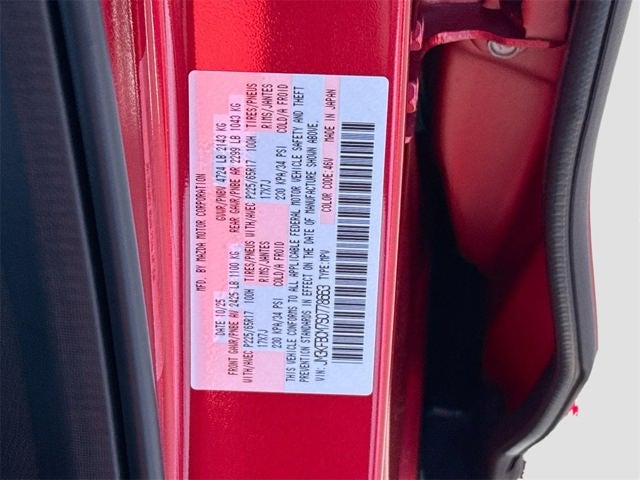 MFD. BY MAZDA MOTOR CORPORATION
DATE 10/25 GVWR/PNBV 4724 LB 2143 KG
FRONT GAWR/PNBE AV 2425 LB 1100 KG REAR GAWR/PNBE AR 2299 LB 1043 KG
WITH/AVEC P225/65R17 100H TIRES/PNEUS WITH/AVEC P225/65R17 100H TIRES/PNEUS
17X7J RIMS/JANTES 17X7J RIMS/JANTES
230 KPA/34 PSI COLD/A FROID 230 KPA/34 PSI COLD/A FROID
THIS VEHICLE CONFORMS TO ALL APPLICABLE FEDERAL MOTOR VEHICLE SAFETY AND THEFT
PREVENTION STANDARDS IN EFFECT ON THE DATE OF MANUFACTURE SHOWN ABOVE.
VIN: TYPE: MPV COLOR CODE: 46V MADE IN JAPAN